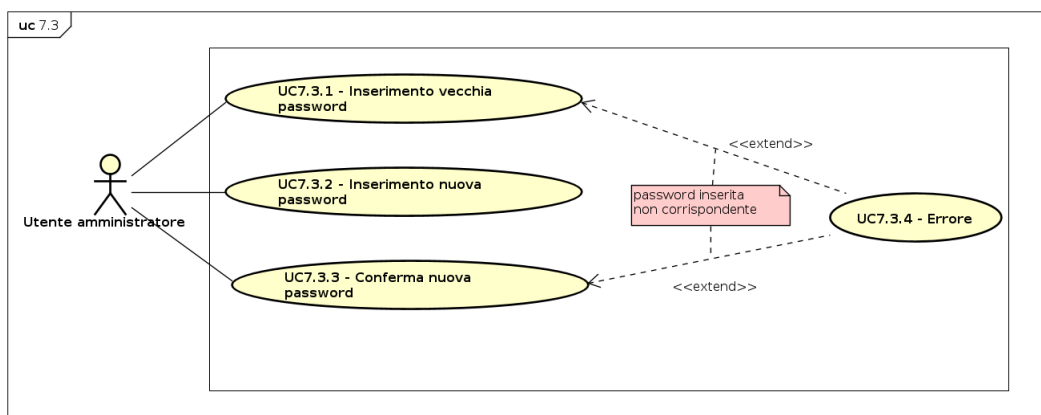 uc 7.3
UC7.3.1 - Inserimento vecchia
password
<<extend>>
UC7.3.2 - Inserimento nuova
password
password inserita
non corrispondente
Utente amministratore
UC7.3.4 - Errore
UC7.3.3 - Conferma nuova
password
<<extend>>